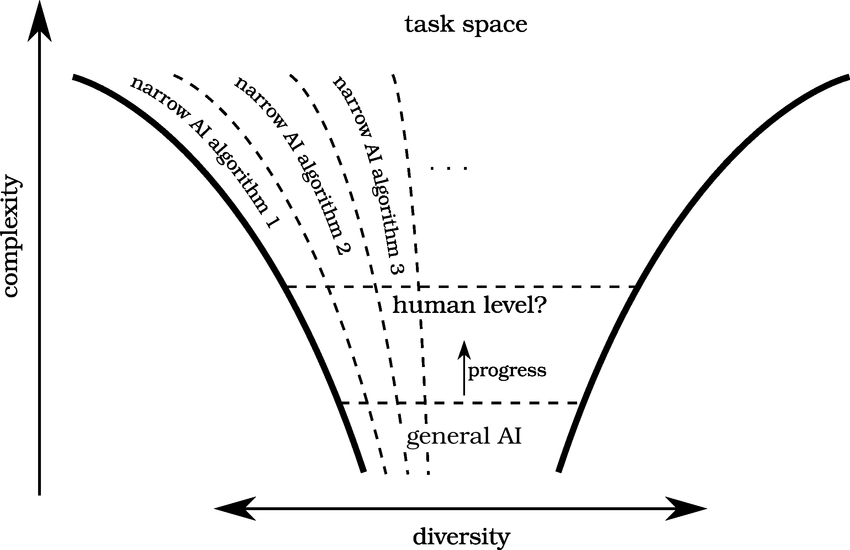 task space
narrow AI algorithm 1
narrow AI algorithm 2
narrow AI algorithm 3
. . .
complexity
human level?
progress
general AI
diversity